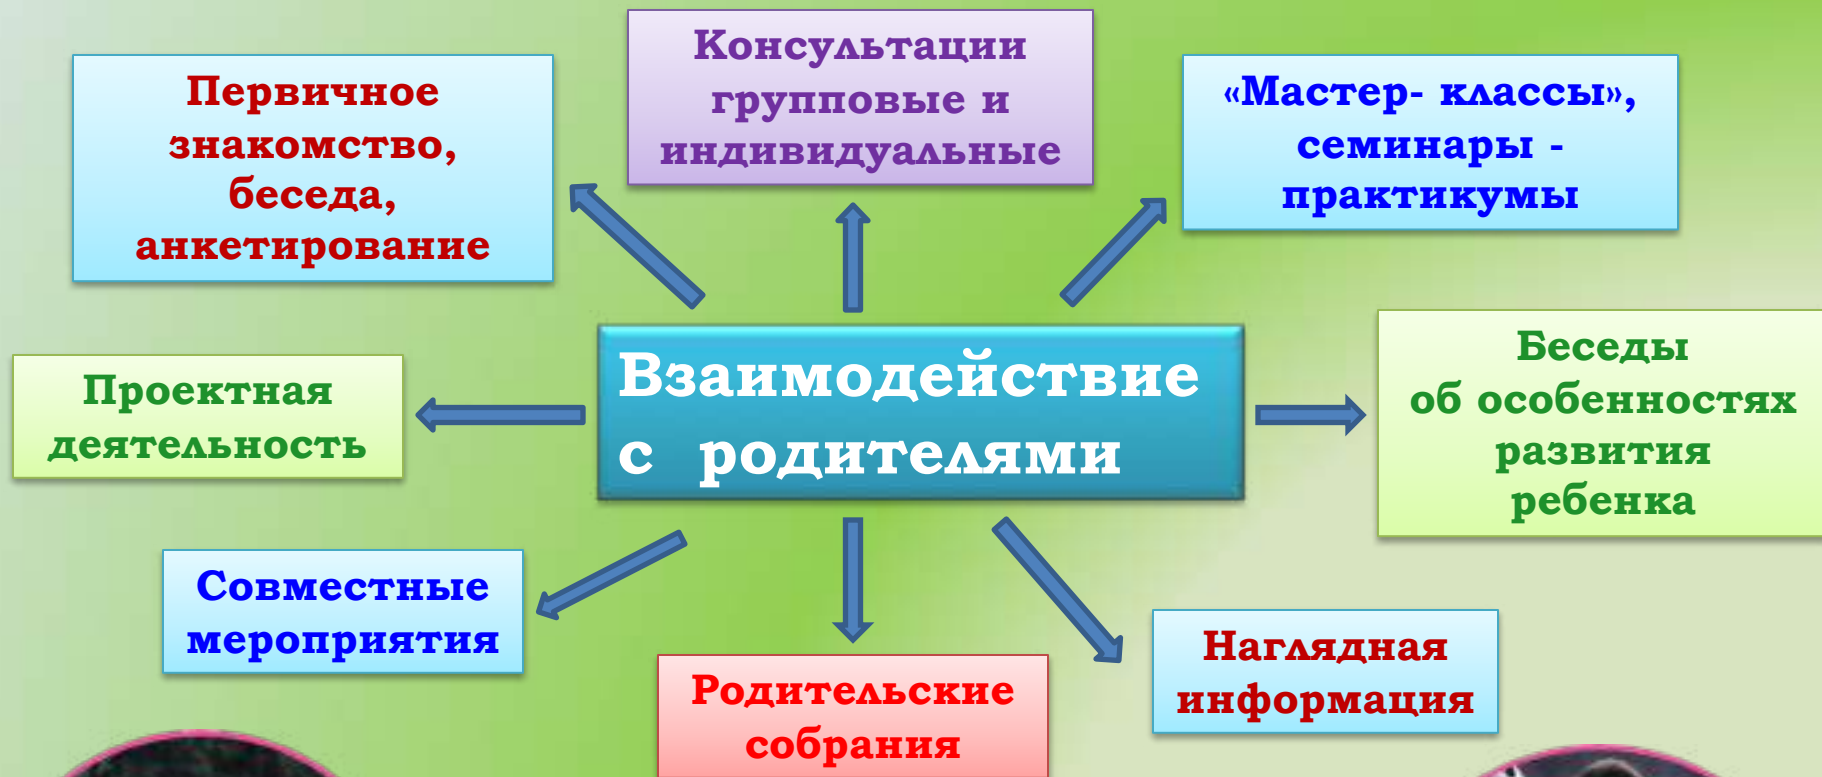 Консультации
групповые и
индивидуальные
Первичное
знакомство,
беседа,
анкетирование
«Мастер- классы»,
семинары -
практикумы
Взаимодействие
с родителями
Проектная
деятельность
Беседы
об особенностях
развития
ребенка
Совместные
мероприятия
Родительские
собрания
Наглядная
информация